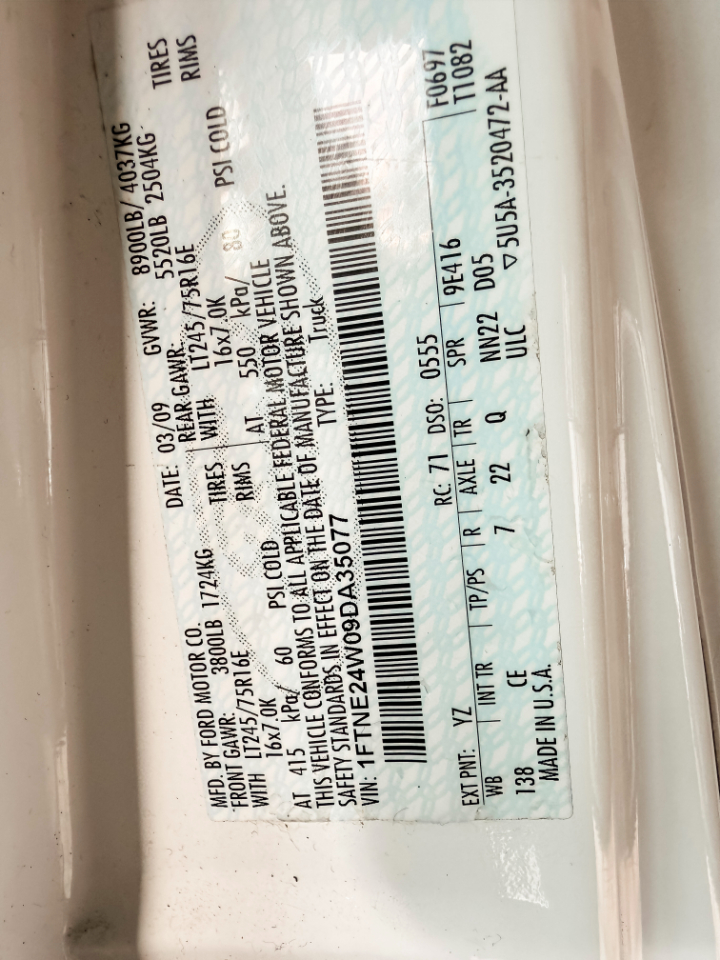 MFD. BY FORD MOTOR CO.
DATE: 03/09 GVWR: 8900LB/ 4037KG
FRONT GAWR: 3800LB 1724KG REAR GAWR: 5520LB 2504KG
WITH LT245/75R16E TIRES WITH LT245/75R16E TIRES
16x7.0K RIMS 16x7.0K RIMS
AT 415 kPa/ 60 PSI COLD AT 550 kPa/ 80 PSI COLD
THIS VEHICLE CONFORMS TO ALL APPLICABLE FEDERAL MOTOR VEHICLE
SAFETY STANDARDS IN EFFECT ON THE DATE OF MANUFACTURE SHOWN ABOVE.
VIN: 1FTNE24W09DA35077 TYPE: Truck
F0697
T1082
EXT PNT: YZ RC: 71 DSO: 0555
WB INT TR TP/PS R AXLE TR SPR 9E416
138 CE 7 22 Q NN22 D05
MADE IN U.S.A. ULC ▽5U5A-3520472-AA